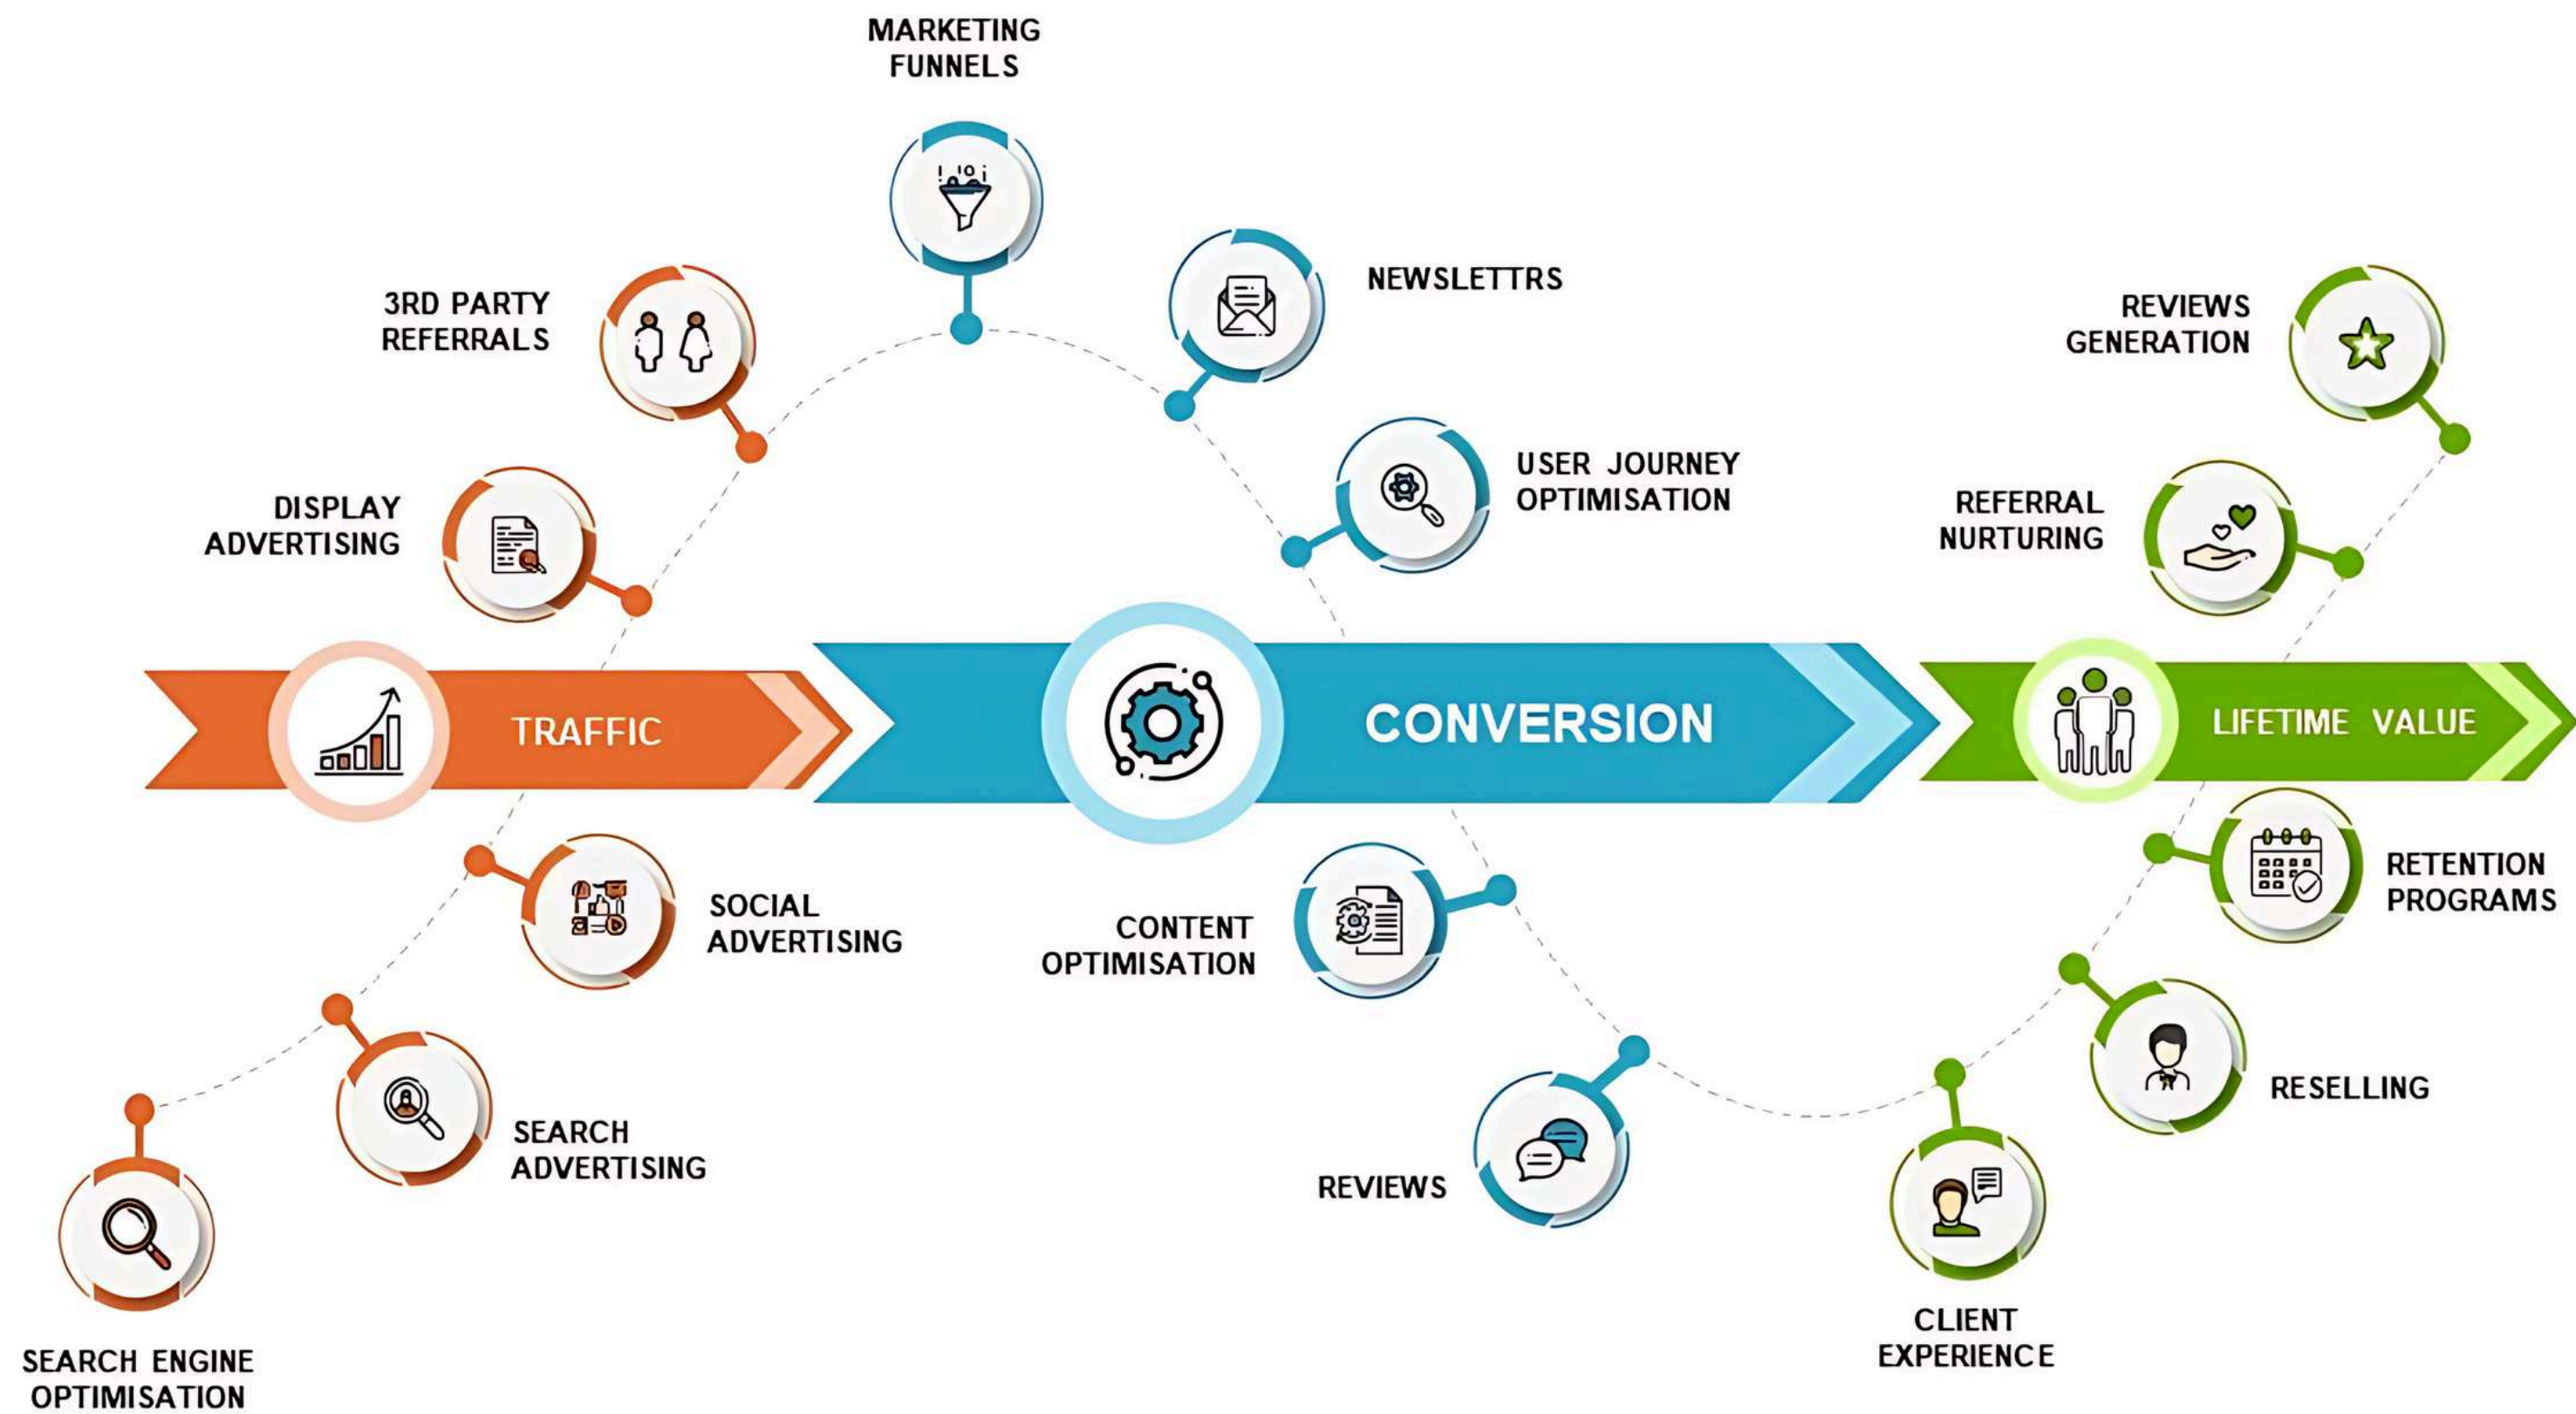 MARKETING
FUNNELS
3RD PARTY
REFERRALS
NEWSLETTRS
REVIEWS
GENERATION
DISPLAY
ADVERTISING
USER JOURNEY
OPTIMISATION
REFERRAL
NURTURING
TRAFFIC
CONVERSION
LIFETIME VALUE
SOCIAL
ADVERTISING
CONTENT
OPTIMISATION
RETENTION
PROGRAMS
SEARCH
ADVERTISING
REVIEWS
RESELLING
SEARCH ENGINE
OPTIMISATION
CLIENT
EXPERIENCE